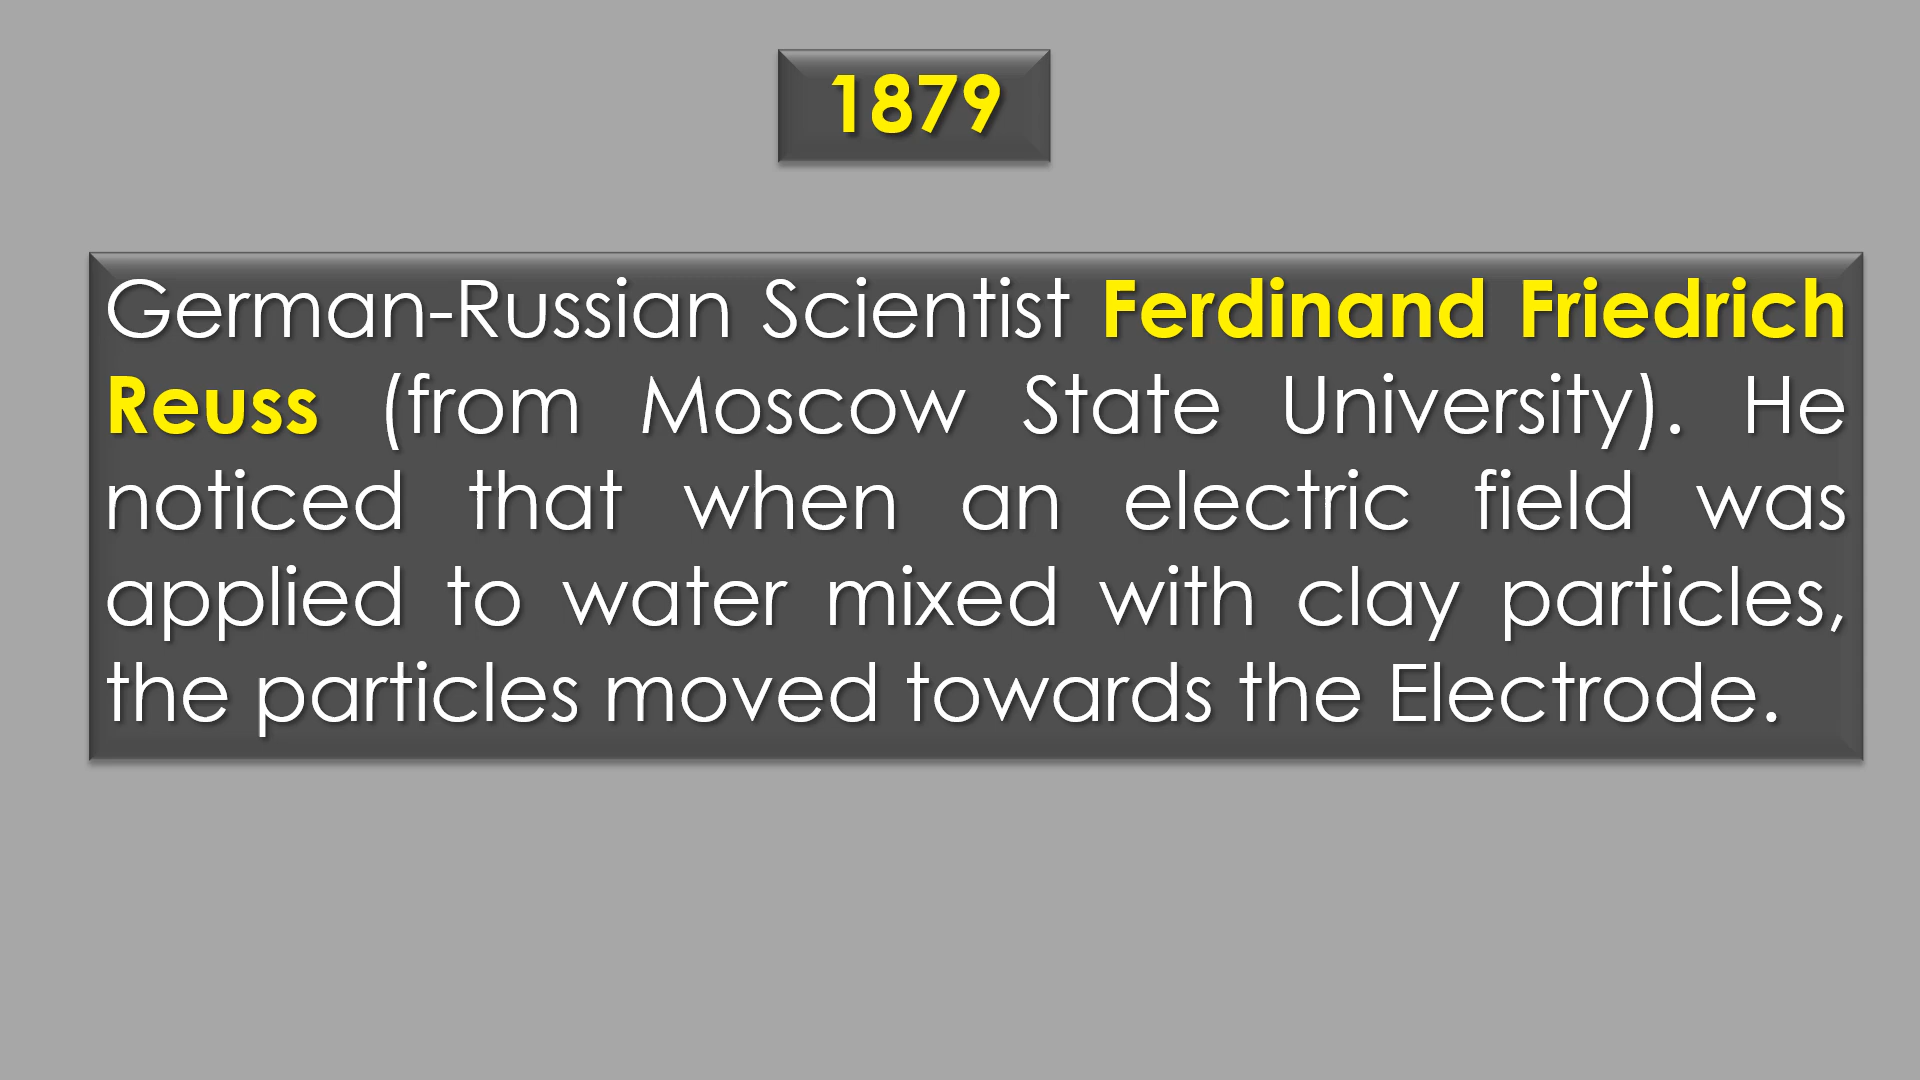 1879
German-Russian Scientist Ferdinand Friedrich
Reuss (from Moscow State University). He
noticed that when an electric field was
applied to water mixed with clay particles,
the particles moved towards the Electrode.